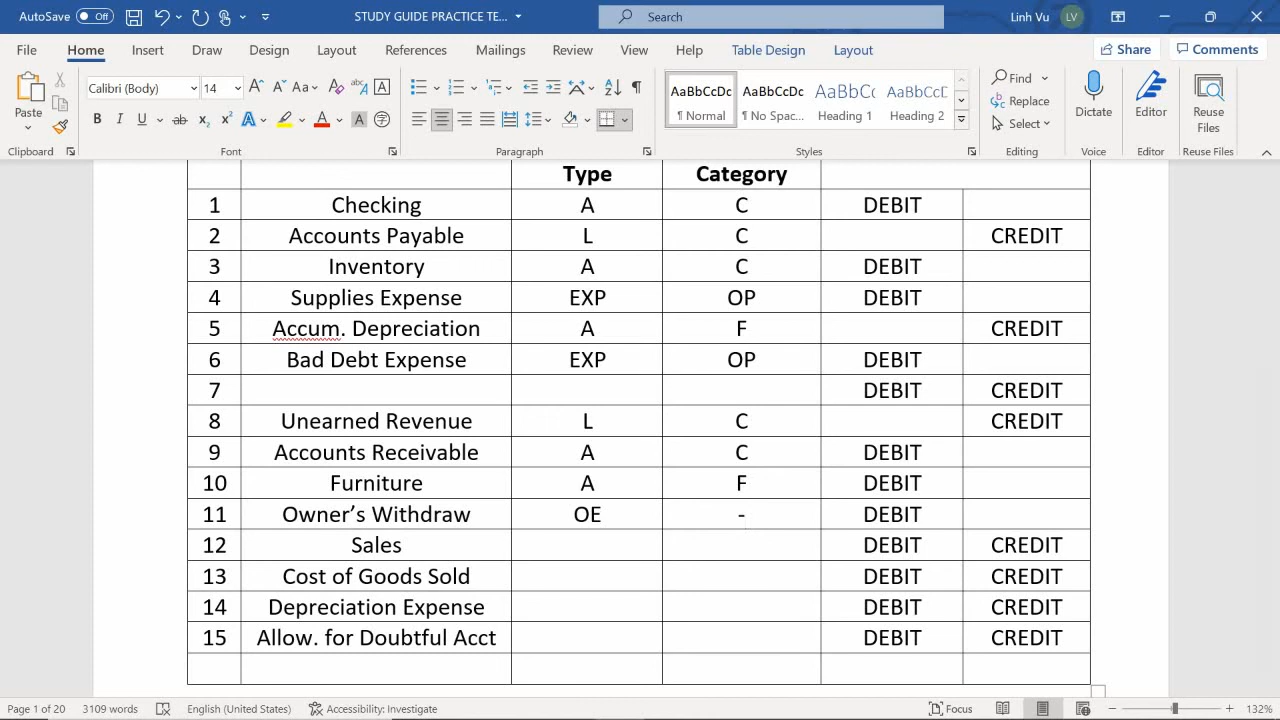 AutoSave Off STUDY GUIDE PRACTICE TE... Search Linh Vu LV
File Home Insert Draw Design Layout References Mailings Review View Help Table Design Layout Share Comments
Paste Calibri (Body) 14 Aa A A A A AaBbCcDc AaBbCcDc AaBbCc AaBbCcD Find Replace Select Dictate Editor Reuse Files
B I U ab x₂ x² A A A ¶ Normal ¶ No Spac... Heading 1 Heading 2
Clipboard Font Paragraph Styles Editing Voice Editor Reuse Files
Type Category
1 Checking A C DEBIT
2 Accounts Payable L C CREDIT
3 Inventory A C DEBIT
4 Supplies Expense EXP OP DEBIT
5 Accum. Depreciation A F CREDIT
6 Bad Debt Expense EXP OP DEBIT
7 DEBIT CREDIT
8 Unearned Revenue L C CREDIT
9 Accounts Receivable A C DEBIT
10 Furniture A F DEBIT
11 Owner’s Withdraw OE - DEBIT
12 Sales DEBIT CREDIT
13 Cost of Goods Sold DEBIT CREDIT
14 Depreciation Expense DEBIT CREDIT
15 Allow. for Doubtful Acct DEBIT CREDIT
Page 1 of 20 3109 words English (United States) Accessibility: Investigate Focus 132%